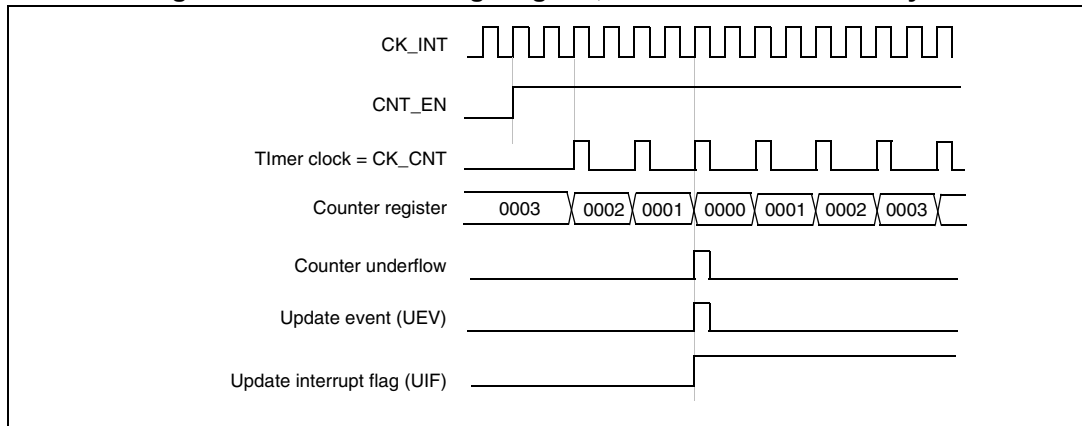 CK_INT
CNT_EN
TImer clock = CK_CNT
Counter register 0003 0002 0001 0000 0001 0002 0003
Counter underflow
Update event (UEV)
Update interrupt flag (UIF)